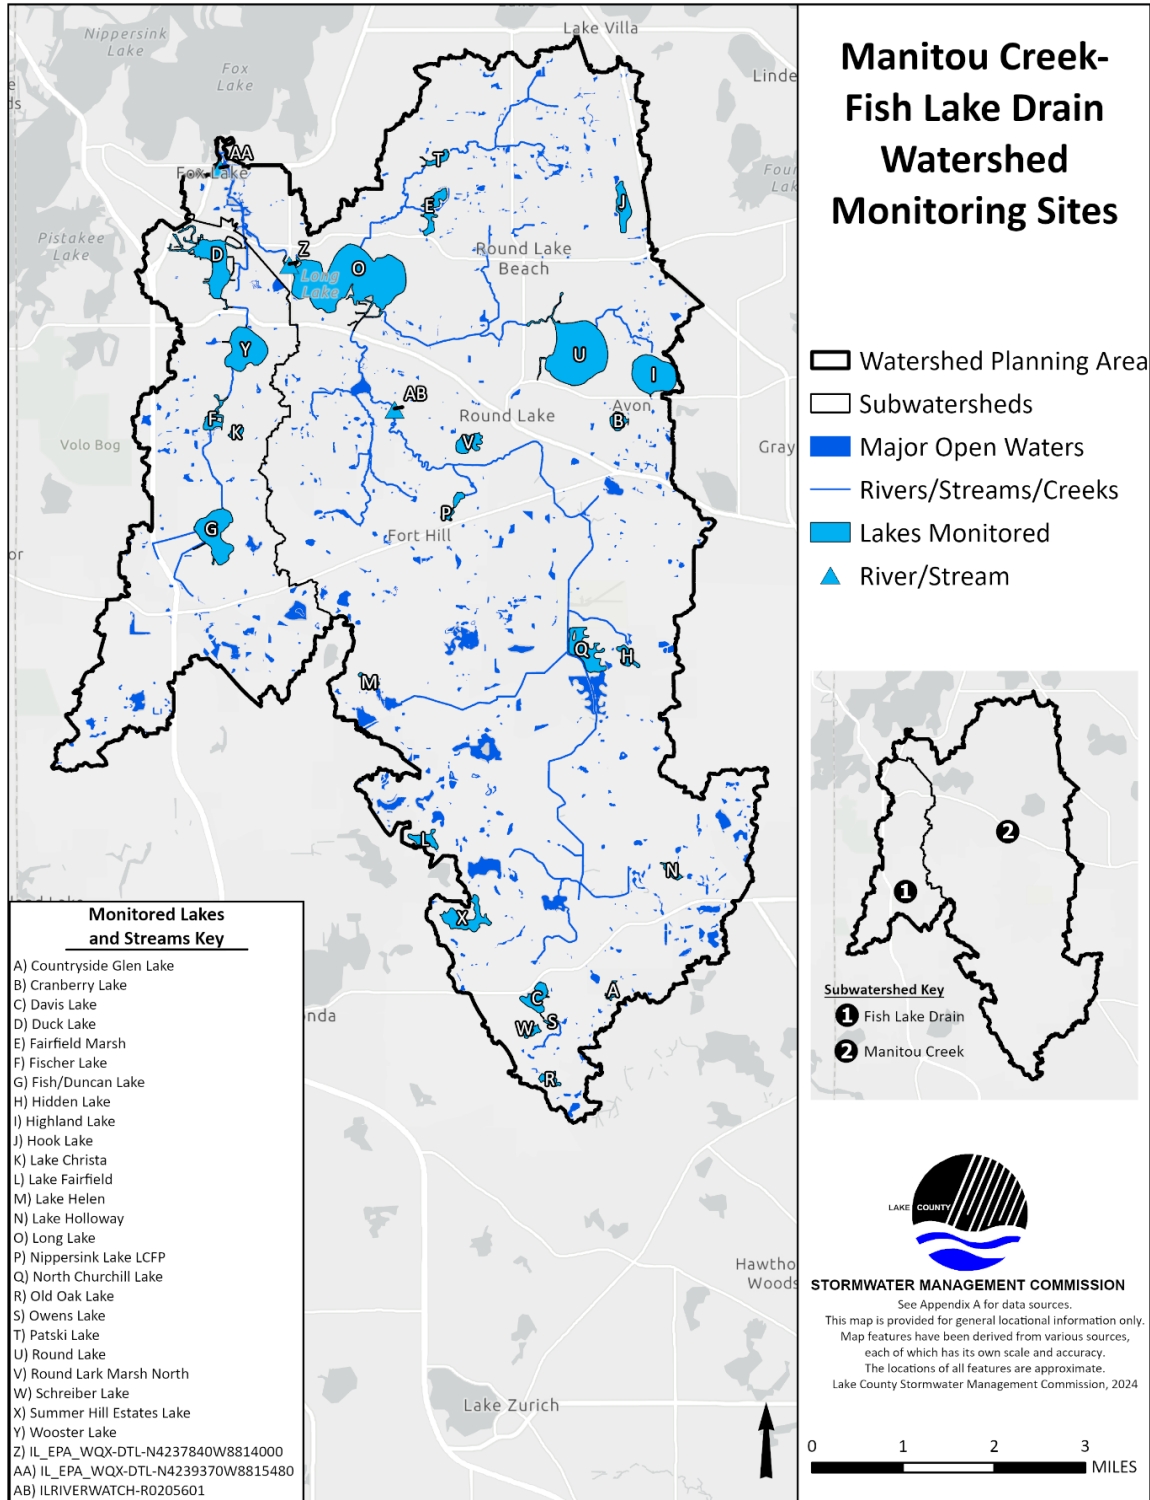 Manitou Creek-
Fish Lake Drain
Watershed
Monitoring Sites
Watershed Planning Area
Subwatersheds
Major Open Waters
Rivers/Streams/Creeks
Lakes Monitored
River/Stream
Nippersink
Lake
Fox
Lake
Lake Villa
Linde
AA
Fox Lake
T
E
J
Four
Lak
Pistakee
Lake
D
Z
O
Long
Lake
Round Lake
Beach
Y
U
I
AB
Avon
Round Lake
B
F
K
V
Volo Bog
Gray
P
G
Fort Hill
or
Q
H
M
L
N
X
C
A
W
S
R
onda
Hawtho
Woods
Lake Zurich
Monitored Lakes
and Streams Key
A) Countryside Glen Lake
B) Cranberry Lake
C) Davis Lake
D) Duck Lake
E) Fairfield Marsh
F) Fischer Lake
G) Fish/Duncan Lake
H) Hidden Lake
I) Highland Lake
J) Hook Lake
K) Lake Christa
L) Lake Fairfield
M) Lake Helen
N) Lake Holloway
O) Long Lake
P) Nippersink Lake LCFP
Q) North Churchill Lake
R) Old Oak Lake
S) Owens Lake
T) Patski Lake
U) Round Lake
V) Round Lark Marsh North
W) Schreiber Lake
X) Summer Hill Estates Lake
Y) Wooster Lake
Z) IL_EPA_WQX-DTL-N4237840W8814000
AA) IL_EPA_WQX-DTL-N4239370W8815480
AB) ILRIVERWATCH-R0205601
2
1
Subwatershed Key
1 Fish Lake Drain
2 Manitou Creek
LAKE COUNTY
STORMWATER MANAGEMENT COMMISSION
See Appendix A for data sources.
This map is provided for general locational information only.
Map features have been derived from various sources,
each of which has its own scale and accuracy.
The locations of all features are approximate.
Lake County Stormwater Management Commission, 2024
0 1 2 3
MILES